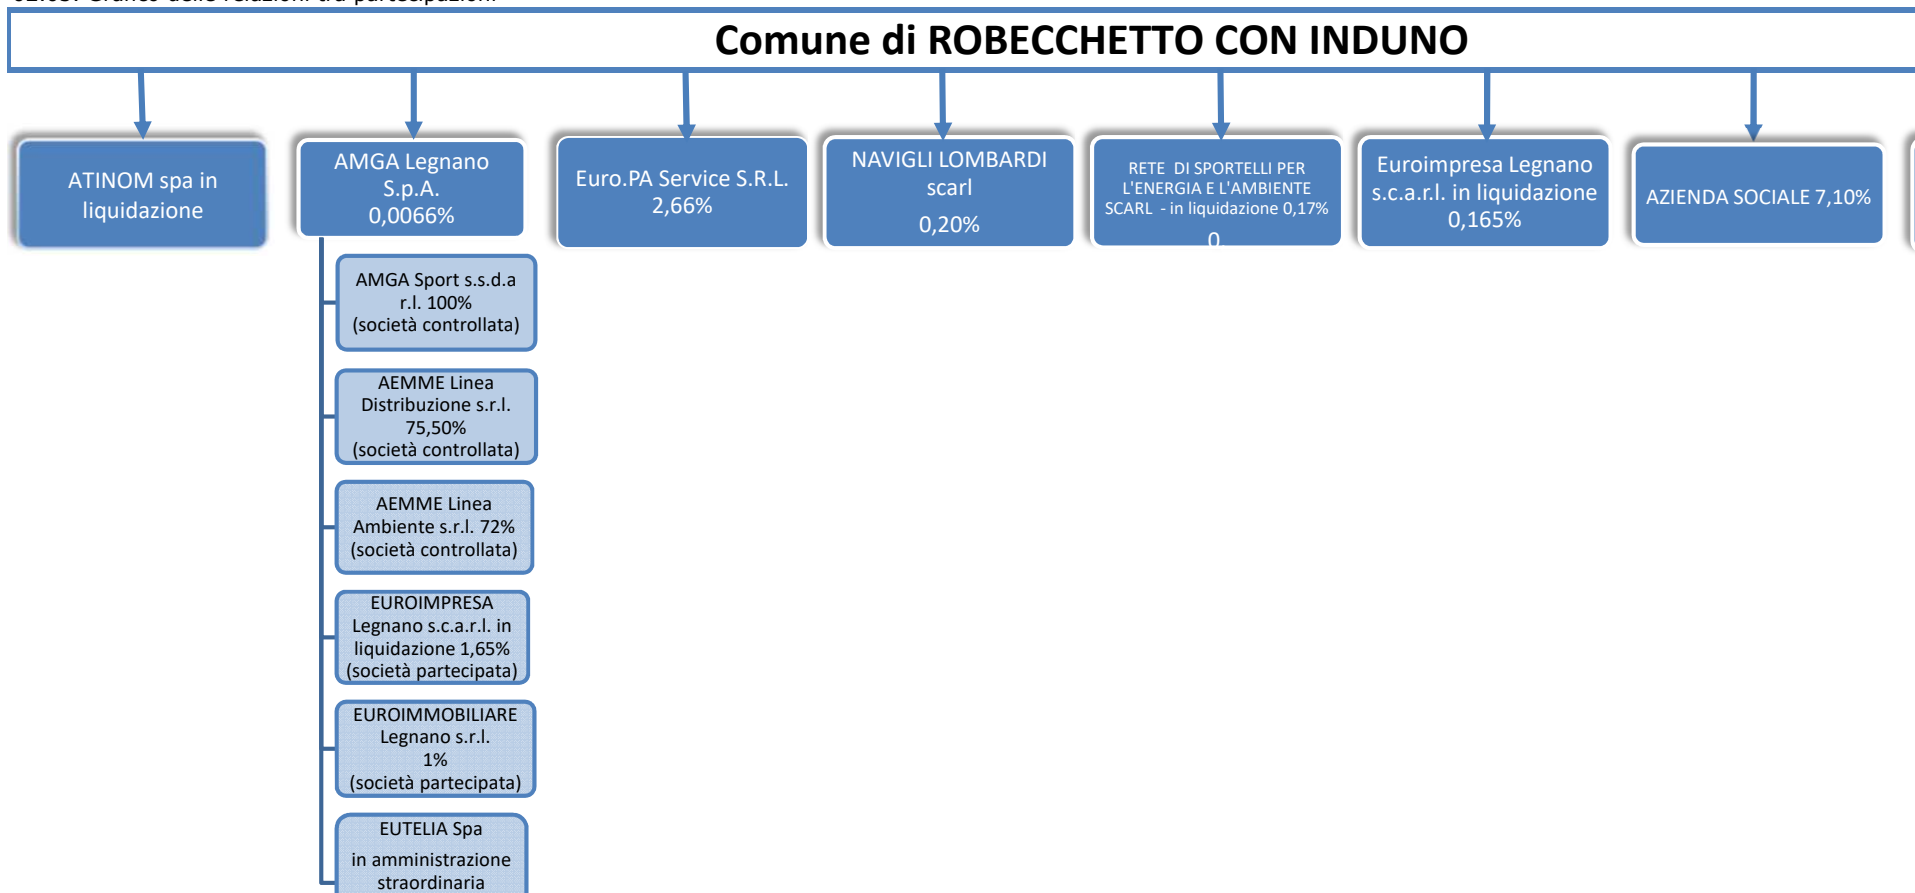 Comune di ROBECCHETTO CON INDUNO
ATINOM spa in
liquidazione
AMGA Legnano
S.p.A.
0,0066%
Euro.PA Service S.R.L.
2,66%
NAVIGLI LOMBARDI
scarl
0,20%
RETE DI SPORTELLI PER
L'ENERGIA E L'AMBIENTE
SCARL - in liquidazione 0,17%
0
Euroimpresa Legnano
s.c.a.r.l. in liquidazione
0,165%
AZIENDA SOCIALE 7,10%
AMGA Sport s.s.d.a
r.l. 100%
(società controllata)
AEMME Linea
Distribuzione s.r.l.
75,50%
(società controllata)
AEMME Linea
Ambiente s.r.l. 72%
(società controllata)
EUROIMPRESA
Legnano s.c.a.r.l. in
liquidazione 1,65%
(società partecipata)
EUROIMMOBILIARE
Legnano s.r.l.
1%
(società partecipata)
EUTELIA Spa
in amministrazione
straordinaria